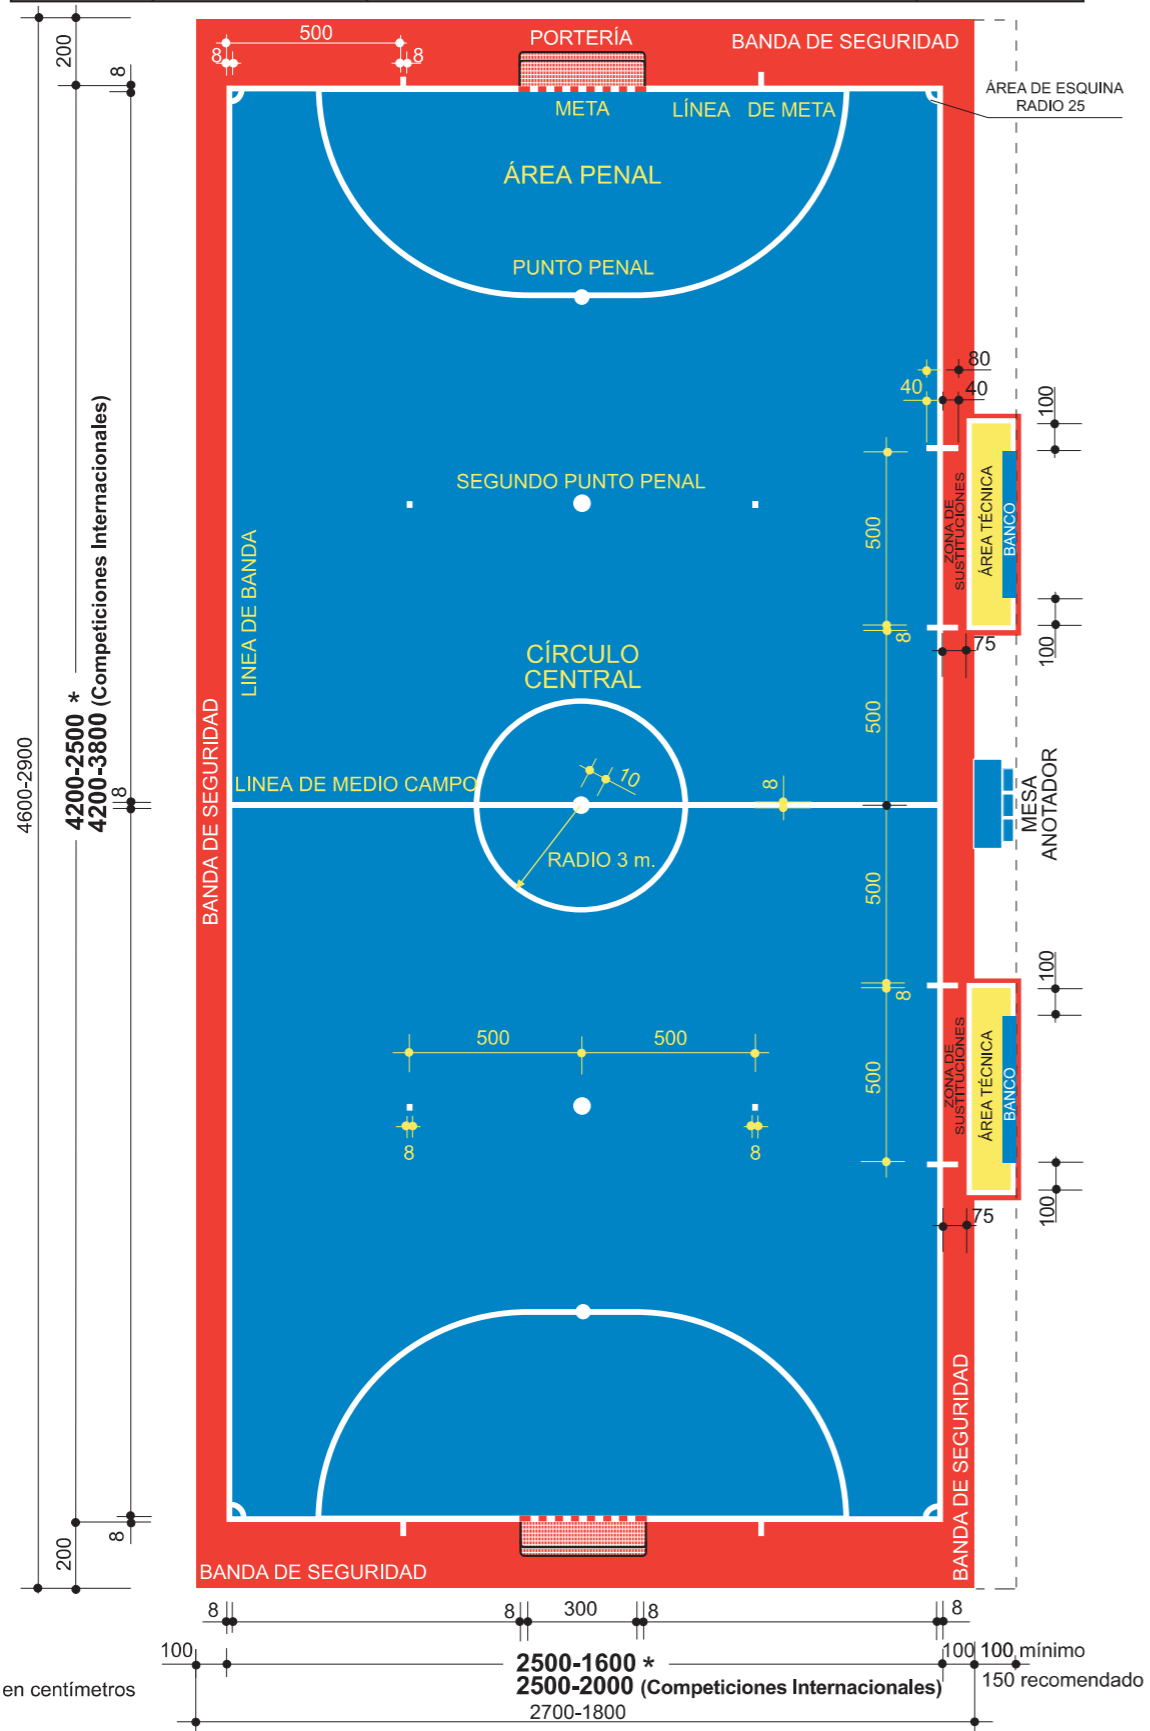 500
8
8
PORTERÍA
BANDA DE SEGURIDAD
200
8
META
LÍNEA DE META
ÁREA DE ESQUINA
RADIO 25
ÁREA PENAL
PUNTO PENAL
80
40
40
100
SEGUNDO PUNTO PENAL
500
ZONA DE
SUSTITUCIONES
ÁREA TÉCNICA
BANCO
LINEA DE BANDA
8
75
100
CÍRCULO
CENTRAL
500
4600-2900
4200-2500 *
4200-3800 (Competiciones Internacionales)
8
BANDA DE SEGURIDAD
LÍNEA DE MEDIO CAMPO
10
8
RADIO 3 m.
MESA
ANOTADOR
500
100
8
500
500
500
ZONA DE
SUSTITUCIONES
ÁREA TÉCNICA
BANCO
8
8
100
75
BANDA DE SEGURIDAD
8
200
BANDA DE SEGURIDAD
8
8
300
8
8
100
2500-1600 *
100
100 mínimo
2500-2000 (Competiciones Internacionales)
150 recomendado
en centímetros
2700-1800